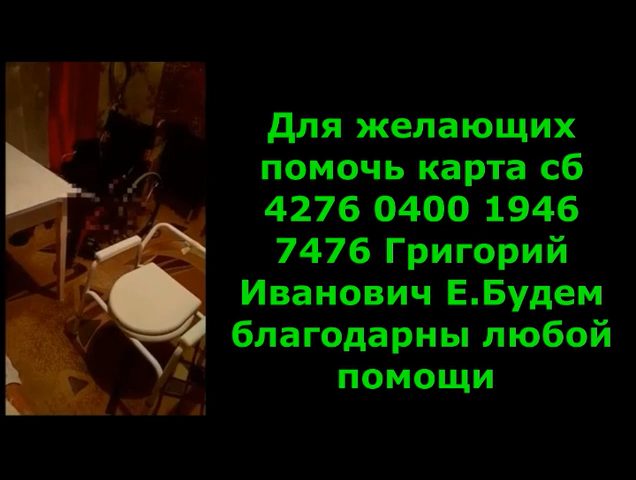 Для желающих
помочь карта сб
4276 0400 1946
7476 Григорий
Иванович Е.Будем
благодарны любой
помощи